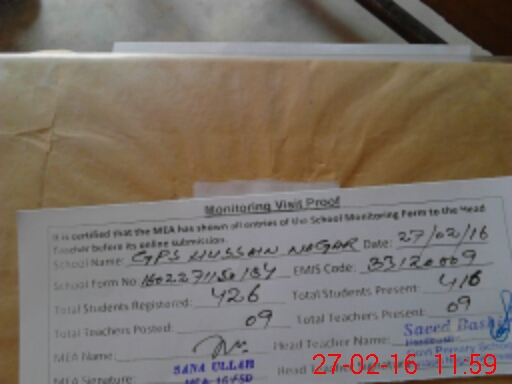 Monitoring Visit Proof
It is certified that the MEA has shown all entries of the School Monitoring Form to the Head
Teacher before its online submission.
School Name: GPS HUSSAIN NAGAR Date: 27/02/16
School Form No EMIS Code: 33120009
Total Students Registered: 426 Total Students Present: 416
Total Teachers Posted: 09 Total Teachers Present: 09
MEA Name: Head Teacher Name: Saeed
MEA Signature: SANA ULLAH Head Teacher
27-02-16 11:59